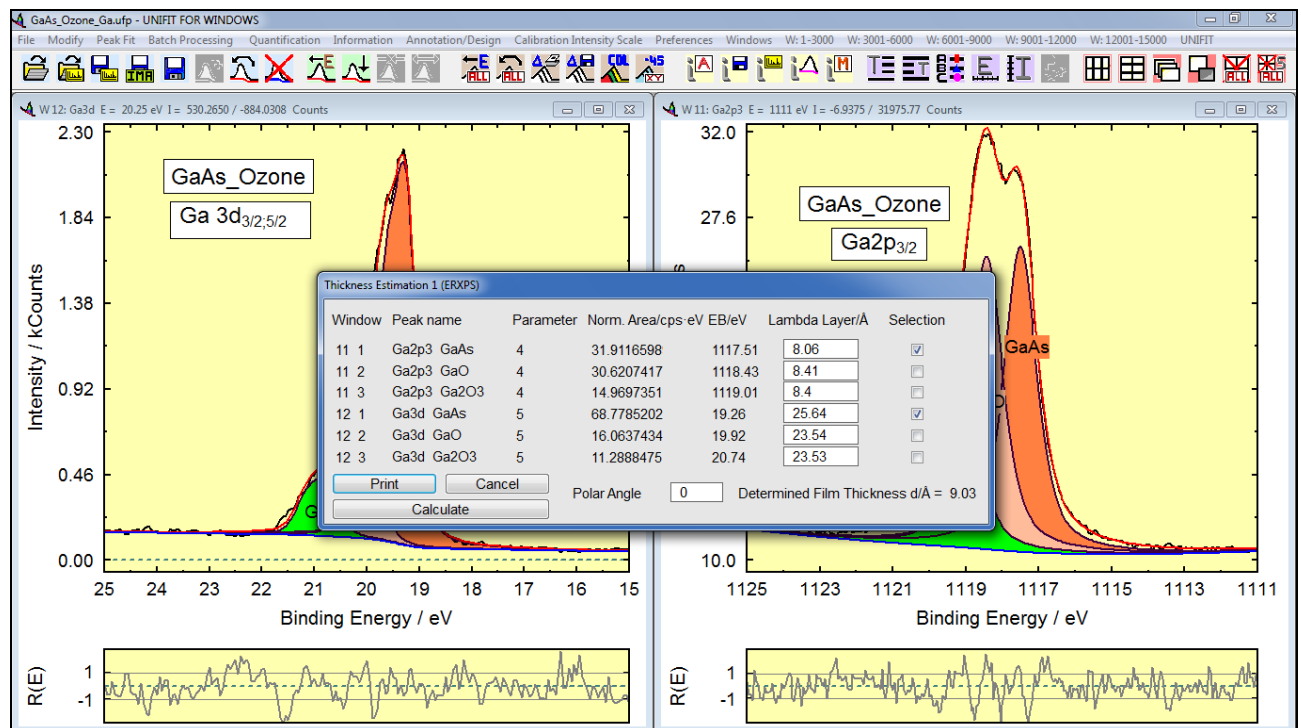 GaAs_Ozone_Ga.ufp - UNIFIT FOR WINDOWS
File Modify Peak Fit Batch Processing Quantification Information Annotation/Design Calibration Intensity Scale Preferences Windows W: 1-3000 W: 3001-6000 W: 6001-9000 W: 9001-12000 W: 12001-15000 UNIFIT
IMA E ALL ALL CDL -45 XY A M E ALL ALL
W 12: Ga3d E = 20.25 eV I = 530.2650 / -884.0308 Counts
2.30
1.84
1.38
0.92
0.46
0.00
Intensity / kCounts
GaAs_Ozone
Ga 3d3/2;5/2
25 24 23 22 21 20 19 18 17 16 15
Binding Energy / eV
R(E)
1
-1
W 11: Ga2p3 E = 1111 eV I = -6.9375 / 31975.77 Counts
32.0
27.6
10.0
GaAs_Ozone
Ga2p3/2
GaAs
1125 1123 1121 1119 1117 1115 1113 1111
Binding Energy / eV
R(E)
1
-1
Thickness Estimation 1 (ERXPS)
Window Peak name Parameter Norm. Area/cps·eV EB/eV Lambda Layer/Å Selection
11 1 Ga2p3 GaAs 4 31.9116598 1117.51 8.06
11 2 Ga2p3 GaO 4 30.6207417 1118.43 8.41
11 3 Ga2p3 Ga2O3 4 14.9697351 1119.01 8.4
12 1 Ga3d GaAs 5 68.7785202 19.26 25.64
12 2 Ga3d GaO 5 16.0637434 19.92 23.54
12 3 Ga3d Ga2O3 5 11.2888475 20.74 23.53
Print Cancel
Calculate
Polar Angle 0 Determined Film Thickness d/Å = 9.03